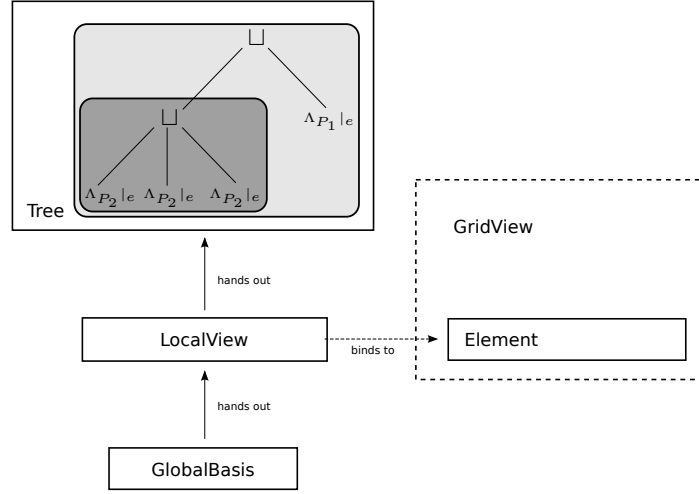 ⊔
Λ_{P_1}|_e
⊔
Λ_{P_2}|_e Λ_{P_2}|_e Λ_{P_2}|_e
Tree
GridView
hands out
LocalView
Element
binds to
hands out
GlobalBasis